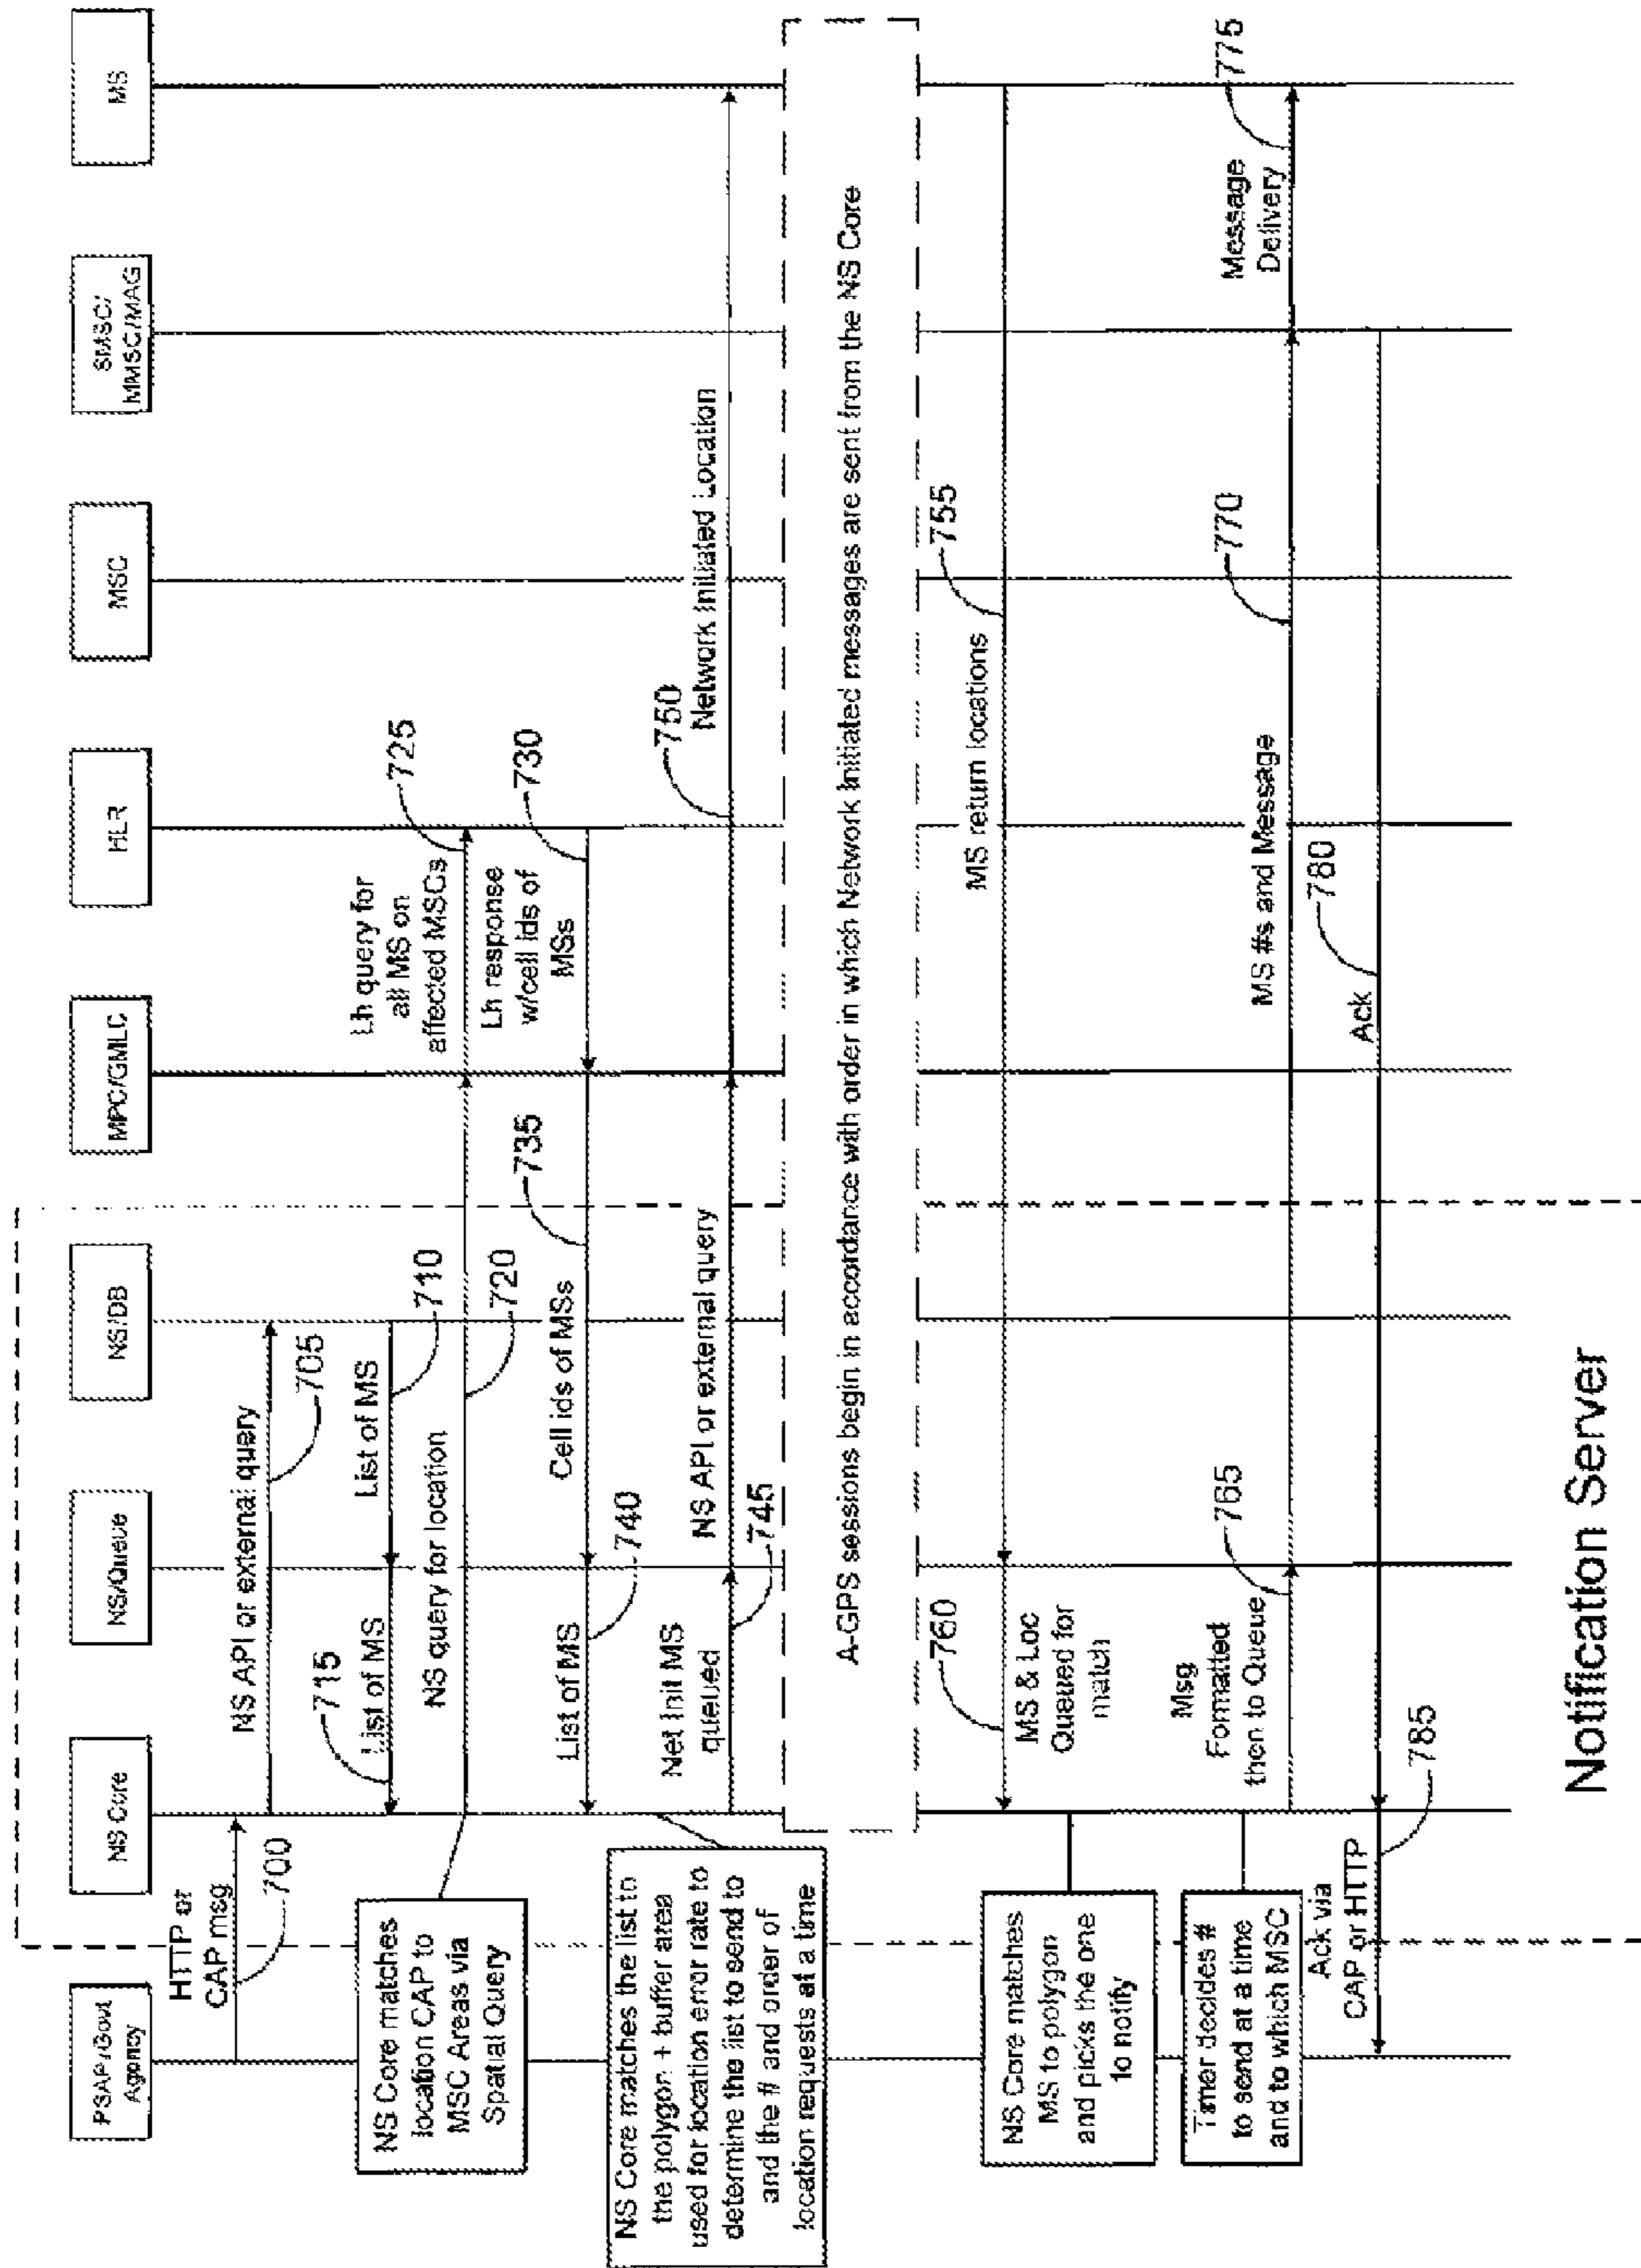 PSAP/Govt
Agency
NS Core
NS/Queue
NS/DB
MPC/GMLC
HLR
MSC
SMSC/
MMSC/MAG
MS
HTTP or
CAP msg
700
NS API or external query
705
List of MS
710
715
List of MS
NS Core matches
location CAP to
MSC Areas via
Spatial Query
NS query for location
720
Lh query for
all MS on
affected MSCs
725
Lh response
w/cell ids of
MSs
730
Cell ids of MSs
735
List of MS
740
NS Core matches the list to
the polygon + buffer area
used for location error rate to
determine the list to send to
and the # and order of
location requests at a time
Net Init MS
queued
745
NS API or external query
750
Network Initiated Location
A-GPS sessions begin in accordance with order in which Network Initiated messages are sent from the NS Core
MS return locations
755
760
MS & Loc
Queued for
match
NS Core matches
MS to polygon
and picks the one
to notify
Timer decides #
to send at a time
and to which MSC
Msg
Formatted
then to Queue
765
MS #s and Message
770
Message
Delivery
775
Ack
780
Ack via
CAP or HTTP
785
Notification Server